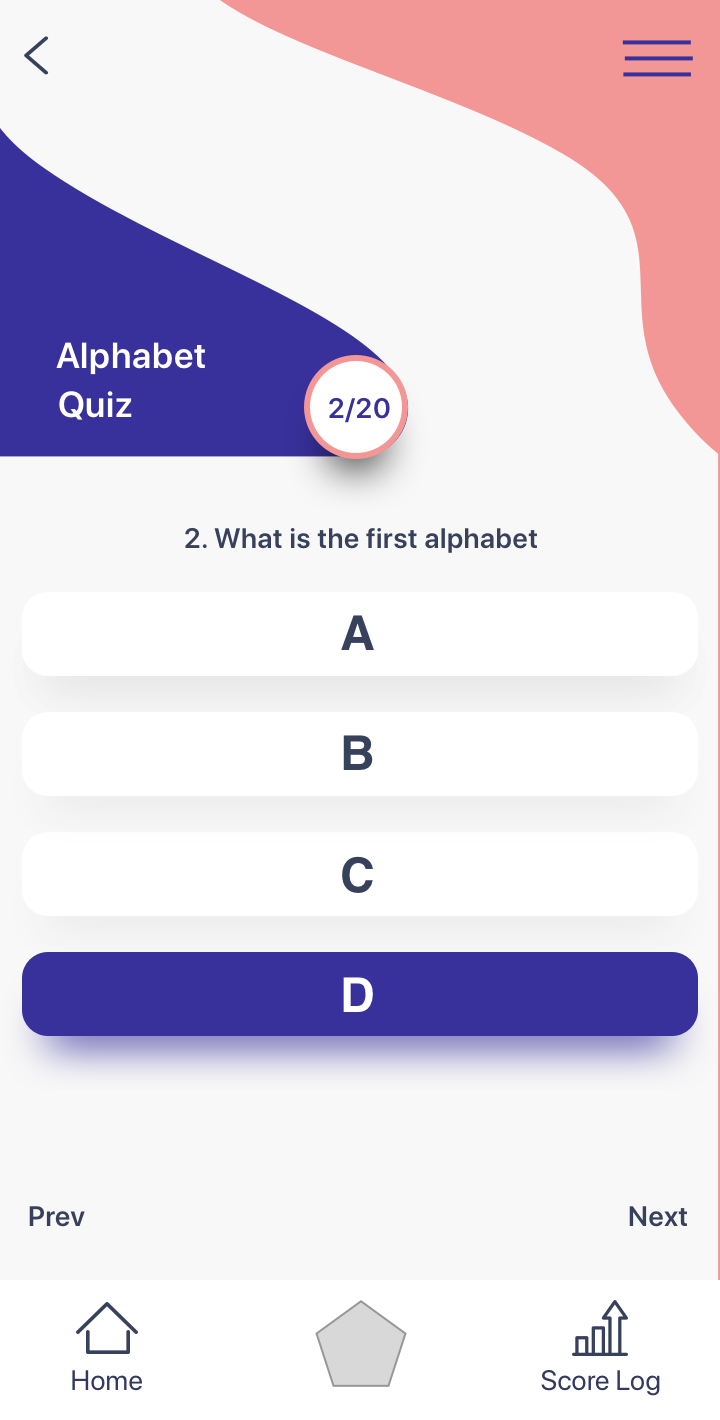 Alphabet
Quiz
2/20
2. What is the first alphabet
A
B
C
D
Prev
Next
Home
Score Log